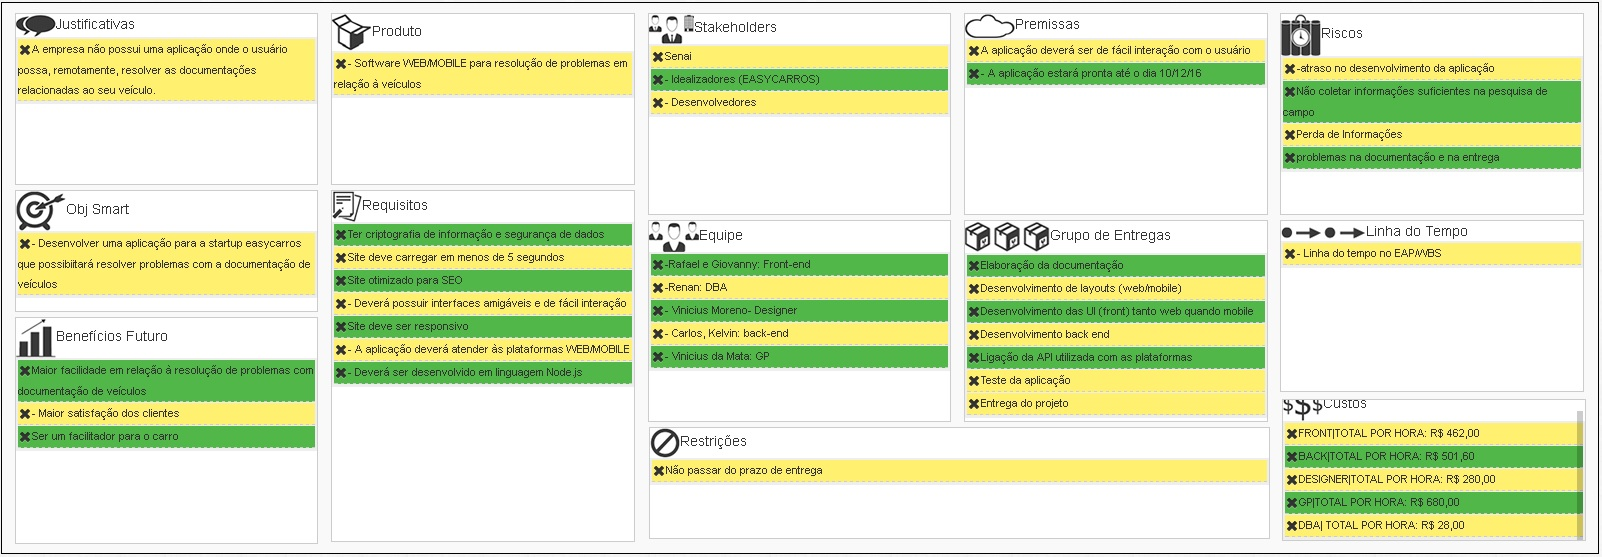 Justificativas
A empresa não possui uma aplicação onde o usuário
possa, remotamente, resolver as documentações
relacionadas ao seu veículo.
Obj Smart
- Desenvolver uma aplicação para a startup easycarros
que possibiitará resolver problemas com a documentação de
veículos
Benefícios Futuro
Maior facilidade em relação à resolução de problemas com
documentação de veículos
- Maior satisfação dos clientes
Ser um facilitador para o carro
Produto
- Software WEB/MOBILE para resolução de problemas em
relação à veículos
Requisitos
Ter criptografia de informação e segurança de dados
Site deve carregar em menos de 5 segundos
Site otimizado para SEO
- Deverá possuir interfaces amigáveis e de fácil interação
Site deve ser responsivo
- A aplicação deverá atender às plataformas WEB/MOBILE
- Deverá ser desenvolvido em linguagem Node.js
Stakeholders
Senai
- Idealizadores (EASYCARROS)
- Desenvolvedores
Equipe
-Rafael e Giovanny: Front-end
-Renan: DBA
- Vinicius Moreno- Designer
- Carlos, Kelvin: back-end
- Vinicius da Mata: GP
Premissas
A aplicação deverá ser de fácil interação com o usuário
- A aplicação estará pronta até o dia 10/12/16
Grupo de Entregas
Elaboração da documentação
Desenvolvimento de layouts (web/mobile)
Desenvolvimento das UI (front) tanto web quando mobile
Desenvolvimento back end
Ligação da API utilizada com as plataformas
Teste da aplicação
Entrega do projeto
Restrições
Não passar do prazo de entrega
Riscos
-atraso no desenvolvimento da aplicação
Não coletar informações suficientes na pesquisa de
campo
Perda de Informações
problemas na documentação e na entrega
Linha do Tempo
- Linha do tempo no EAP/WBS
$$$Custos
FRONT|TOTAL POR HORA: R$ 462,00
BACK|TOTAL POR HORA: R$ 501,60
DESIGNER|TOTAL POR HORA: R$ 280,00
GP|TOTAL POR HORA: R$ 680,00
DBA| TOTAL POR HORA: R$ 28,00